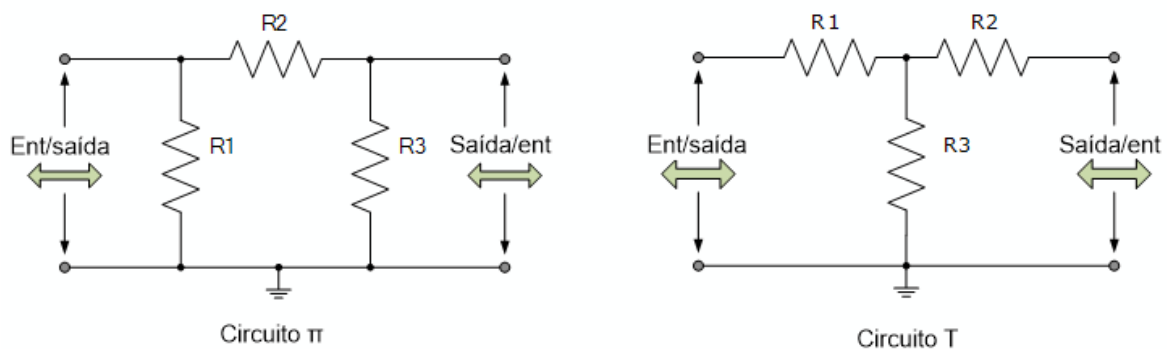 R2
R1
R3
Ent/saída
Saída/ent
Circuito π
R1
R2
R3
Ent/saída
Saída/ent
Circuito T